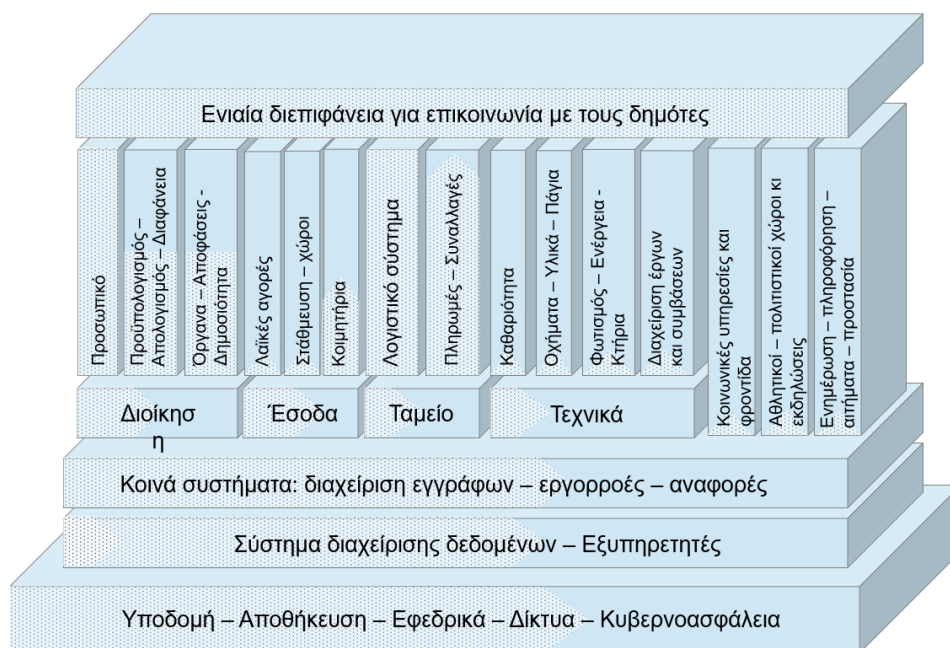 Ενιαία διεπιφάνεια για επικοινωνία με τους δημότες
Προσωπικό
Προϋπολογισμός –
Απολογισμός – Διαφάνεια
Όργανα – Αποφάσεις -
Δημοσιότητα
Λαϊκές αγορές
Στάθμευση – χώροι
Κοιμητήρια
Λογιστικό σύστημα
Πληρωμές – Συναλλαγές
Καθαριότητα
Οχήματα – Υλικά – Πάγια
Φωτισμός – Ενέργεια -
Κτήρια
Διαχείριση έργων
και συμβάσεων
Κοινωνικές υπηρεσίες και
φροντίδα
Αθλητικοί – πολιτιστικοί χώροι κι
εκδηλώσεις
Ενημέρωση – πληροφόρηση –
αιτήματα – προστασία
Διοίκησ
η
Έσοδα
Ταμείο
Τεχνικά
Κοινά συστήματα: διαχείριση εγγράφων – εργορροές – αναφορές
Σύστημα διαχείρισης δεδομένων – Εξυπηρετητές
Υποδομή – Αποθήκευση – Εφεδρικά – Δίκτυα – Κυβερνοασφάλεια